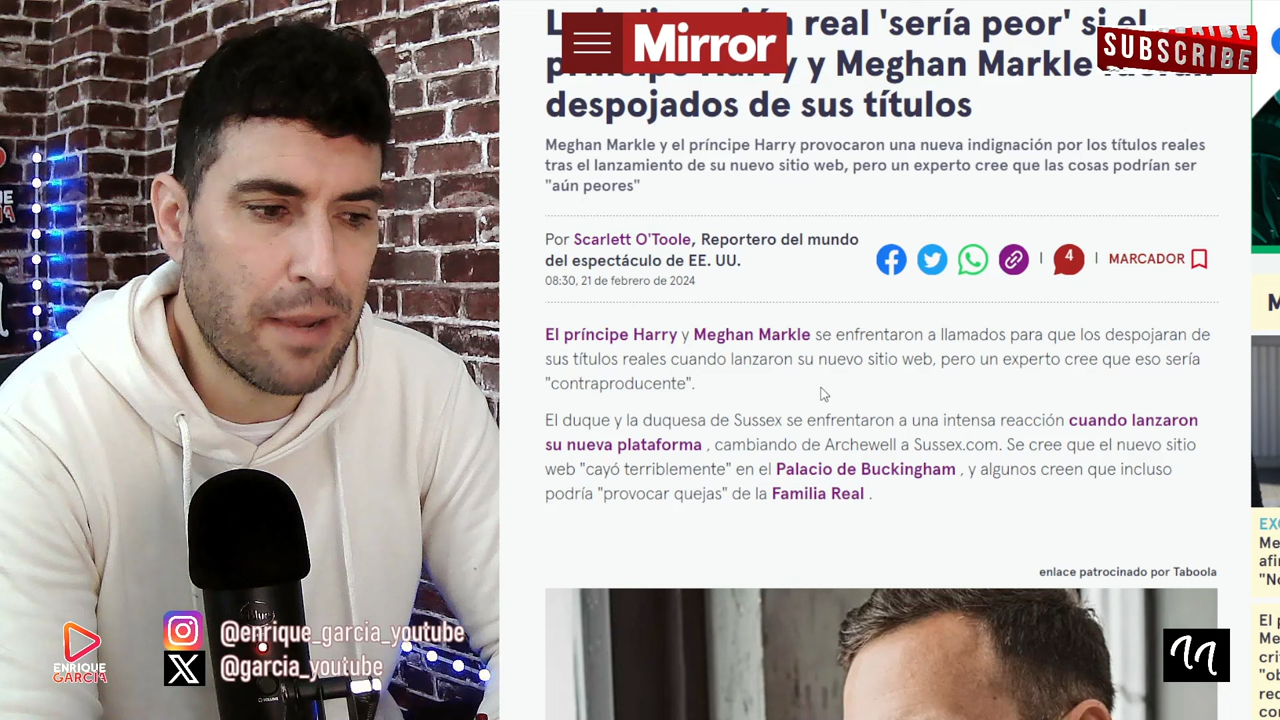 real 'sería peor' si el
Mirror
SUBSCRIBE
y Meghan Markle
despojados de sus títulos
Meghan Markle y el príncipe Harry provocaron una nueva indignación por los títulos reales
tras el lanzamiento de su nuevo sitio web, pero un experto cree que las cosas podrían ser
"aún peores"
Por Scarlett O'Toole, Reportero del mundo
del espectáculo de EE. UU.
08:30, 21 de febrero de 2024
4
MARCADOR
El príncipe Harry y Meghan Markle se enfrentaron a llamados para que los despojaran de
sus títulos reales cuando lanzaron su nuevo sitio web, pero un experto cree que eso sería
"contraproducente".
El duque y la duquesa de Sussex se enfrentaron a una intensa reacción cuando lanzaron
su nueva plataforma , cambiando de Archewell a Sussex.com. Se cree que el nuevo sitio
web "cayó terriblemente" en el Palacio de Buckingham , y algunos creen que incluso
podría "provocar quejas" de la Familia Real .
enlace patrocinado por Taboola
@enrique_garcia_youtube
@garcia_youtube
ENRIQUE
GARCIA